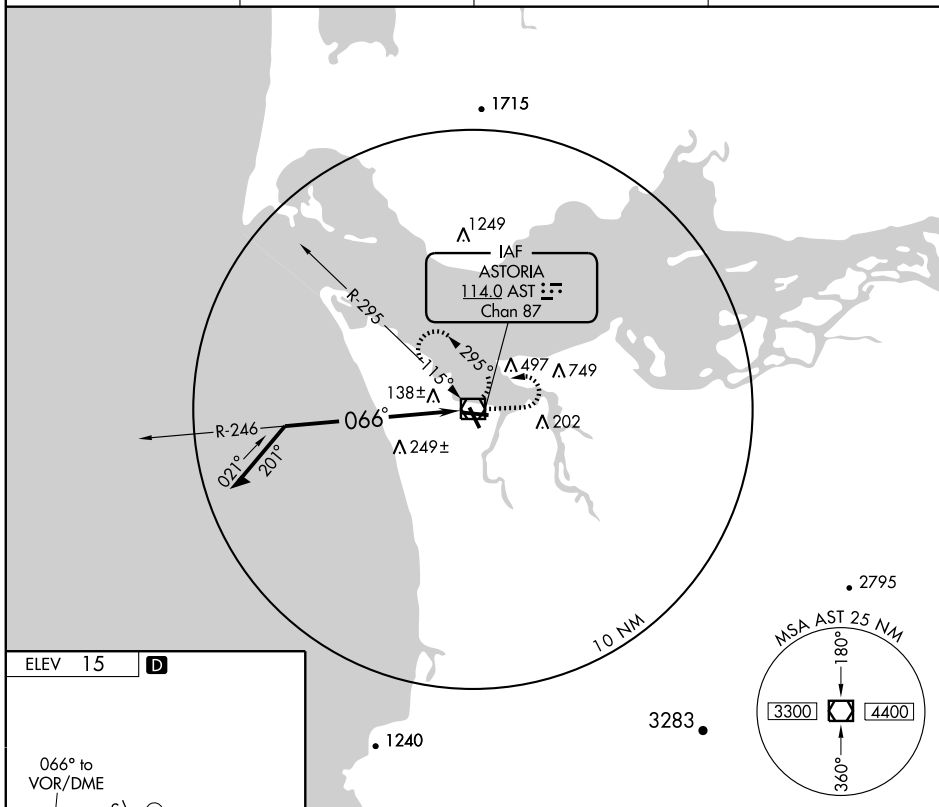 1715
1249
IAF
ASTORIA
114.0 AST
Chan 87
R-295
295°
115°
497
749
138±
202
066°
R-246
249±
021°
201°
10 NM
2795
MSA AST 25 NM
180°
3300
4400
360°
3283
1240
ELEV 15 D
066° to
VOR/DME